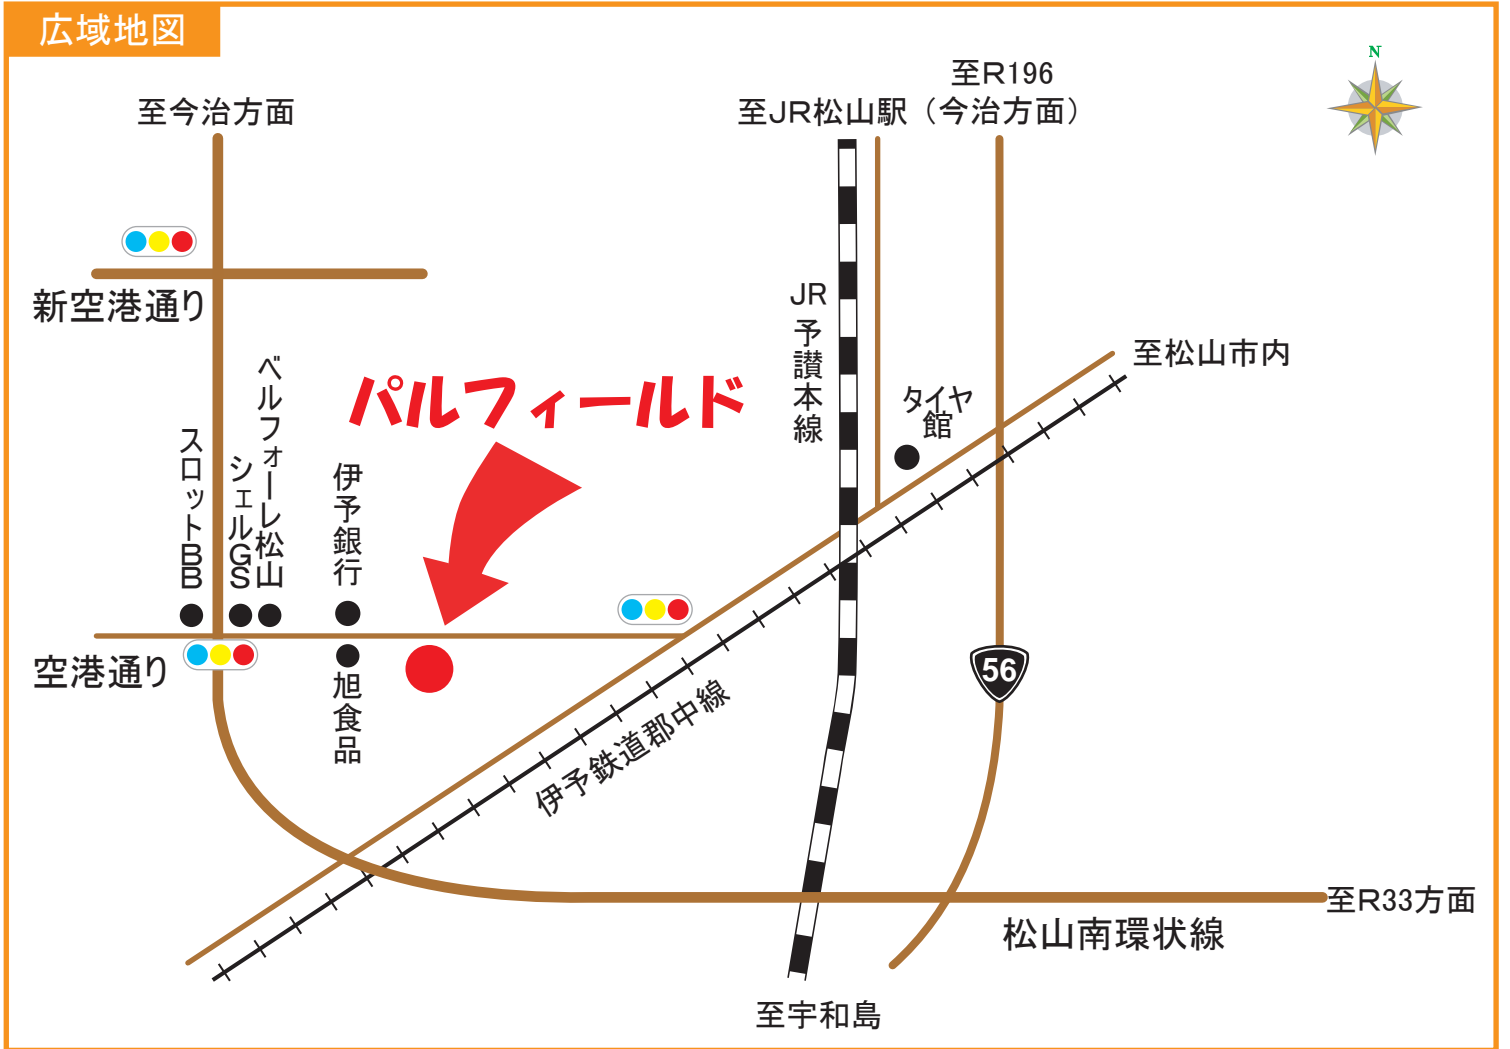 広域地図
N
至R196
至今治方面
至JR松山駅（今治方面）
新空港通り
JR予讃本線
至松山市内
ベルフォーレ松山
パルフィールド
タイヤ
館
スロットBB
シェルGS
伊予銀行
空港通り
旭食品
56
伊予鉄道郡中線
至R33方面
松山南環状線
至宇和島